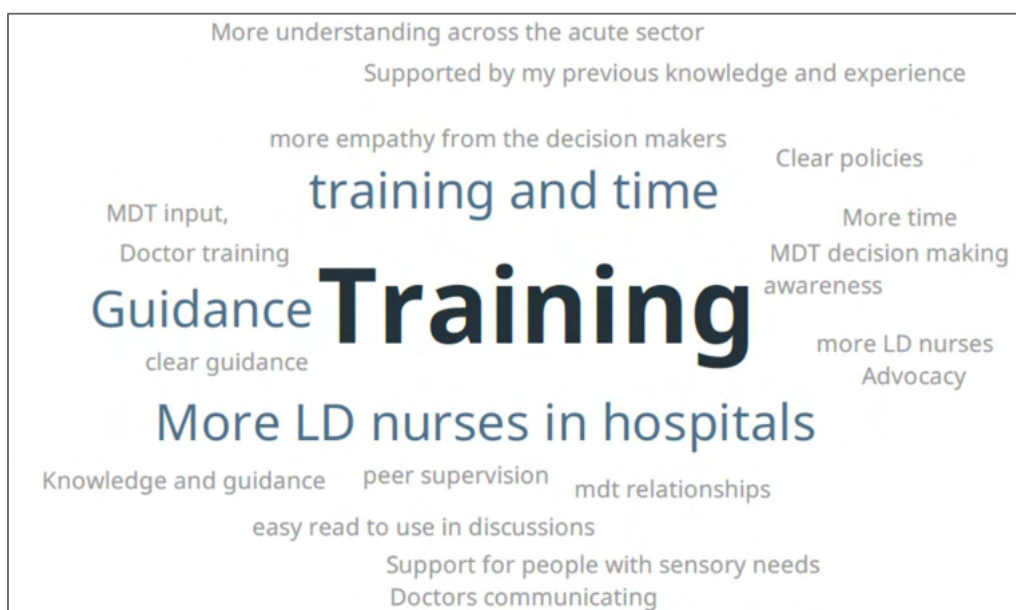 More understanding across the acute sector
Supported by my previous knowledge and experience
more empathy from the decision makers
Clear policies
training and time
MDT input,
More time
Doctor training
MDT decision making
awareness
Guidance
Training
clear guidance
more LD nurses
Advocacy
More LD nurses in hospitals
Knowledge and guidance
peer supervision
mdt relationships
easy read to use in discussions
Support for people with sensory needs
Doctors communicating